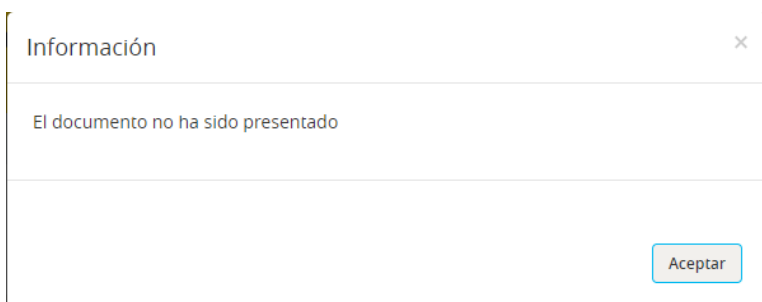 Información ×
El documento no ha sido presentado
Aceptar